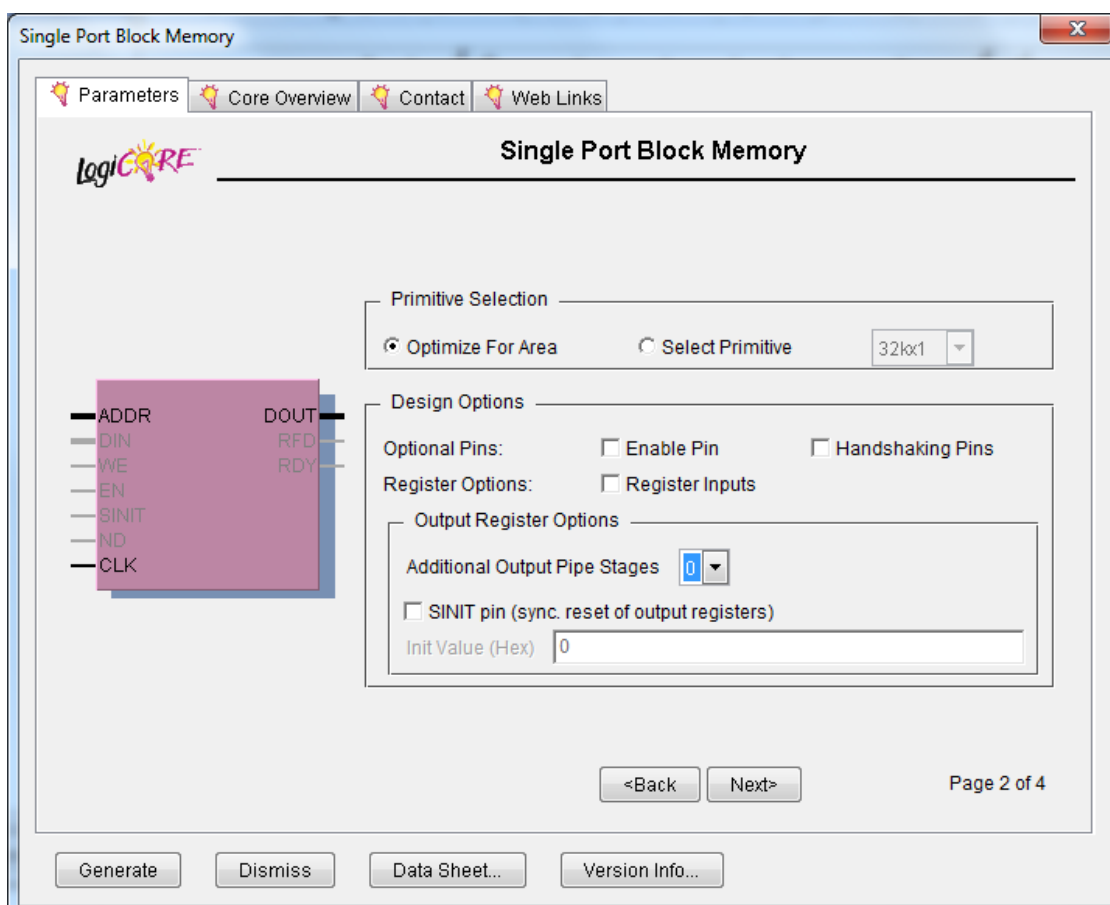 Single Port Block Memory
Parameters Core Overview Contact Web Links
LogiCORE
Single Port Block Memory
Primitive Selection
Optimize For Area Select Primitive 32kx1
ADDR DOUT
DIN RFD
WE RDY
EN
SINIT
ND
CLK
Design Options
Optional Pins: Enable Pin Handshaking Pins
Register Options: Register Inputs
Output Register Options
Additional Output Pipe Stages 0
SINIT pin (sync. reset of output registers)
Init Value (Hex) 0
<Back Next> Page 2 of 4
Generate Dismiss Data Sheet... Version Info...